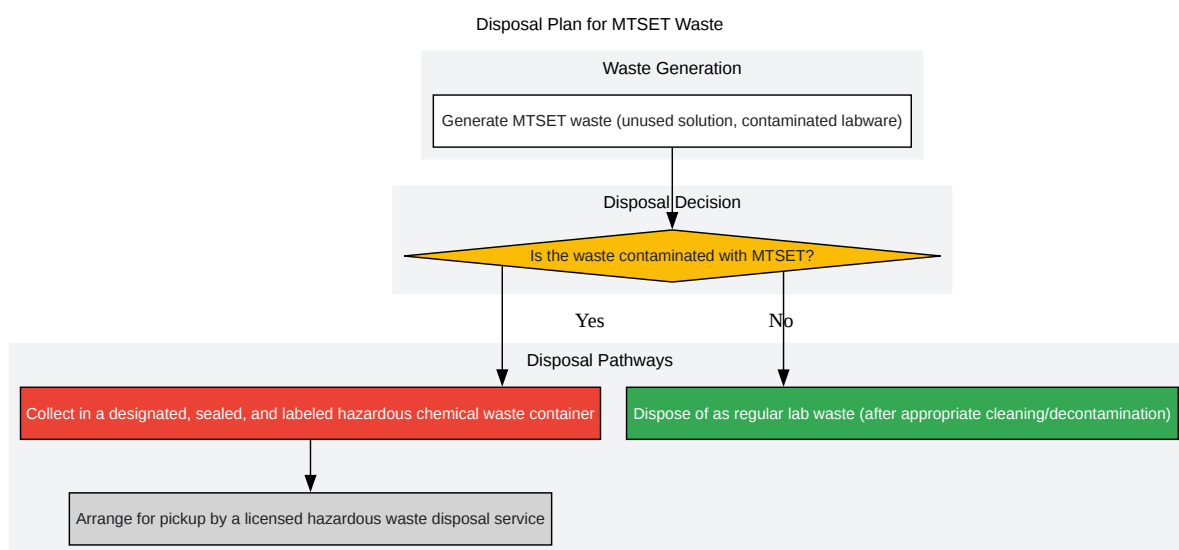 Disposal Plan for MTSET Waste
Waste Generation
Generate MTSET waste (unused solution, contaminated labware)
Disposal Decision
Is the waste contaminated with MTSET?
Yes
No
Disposal Pathways
Collect in a designated, sealed, and labeled hazardous chemical waste container
Dispose of as regular lab waste (after appropriate cleaning/decontamination)
Arrange for pickup by a licensed hazardous waste disposal service